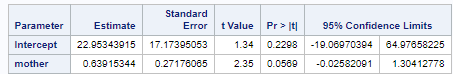 Parameter Estimate Standard Error t Value Pr > |t| 95% Confidence Limits
Intercept 22.95343915 17.17395053 1.34 0.2298 -19.06970394 64.97658225
mother 0.63915344 0.27176065 2.35 0.0569 -0.02582091 1.30412778